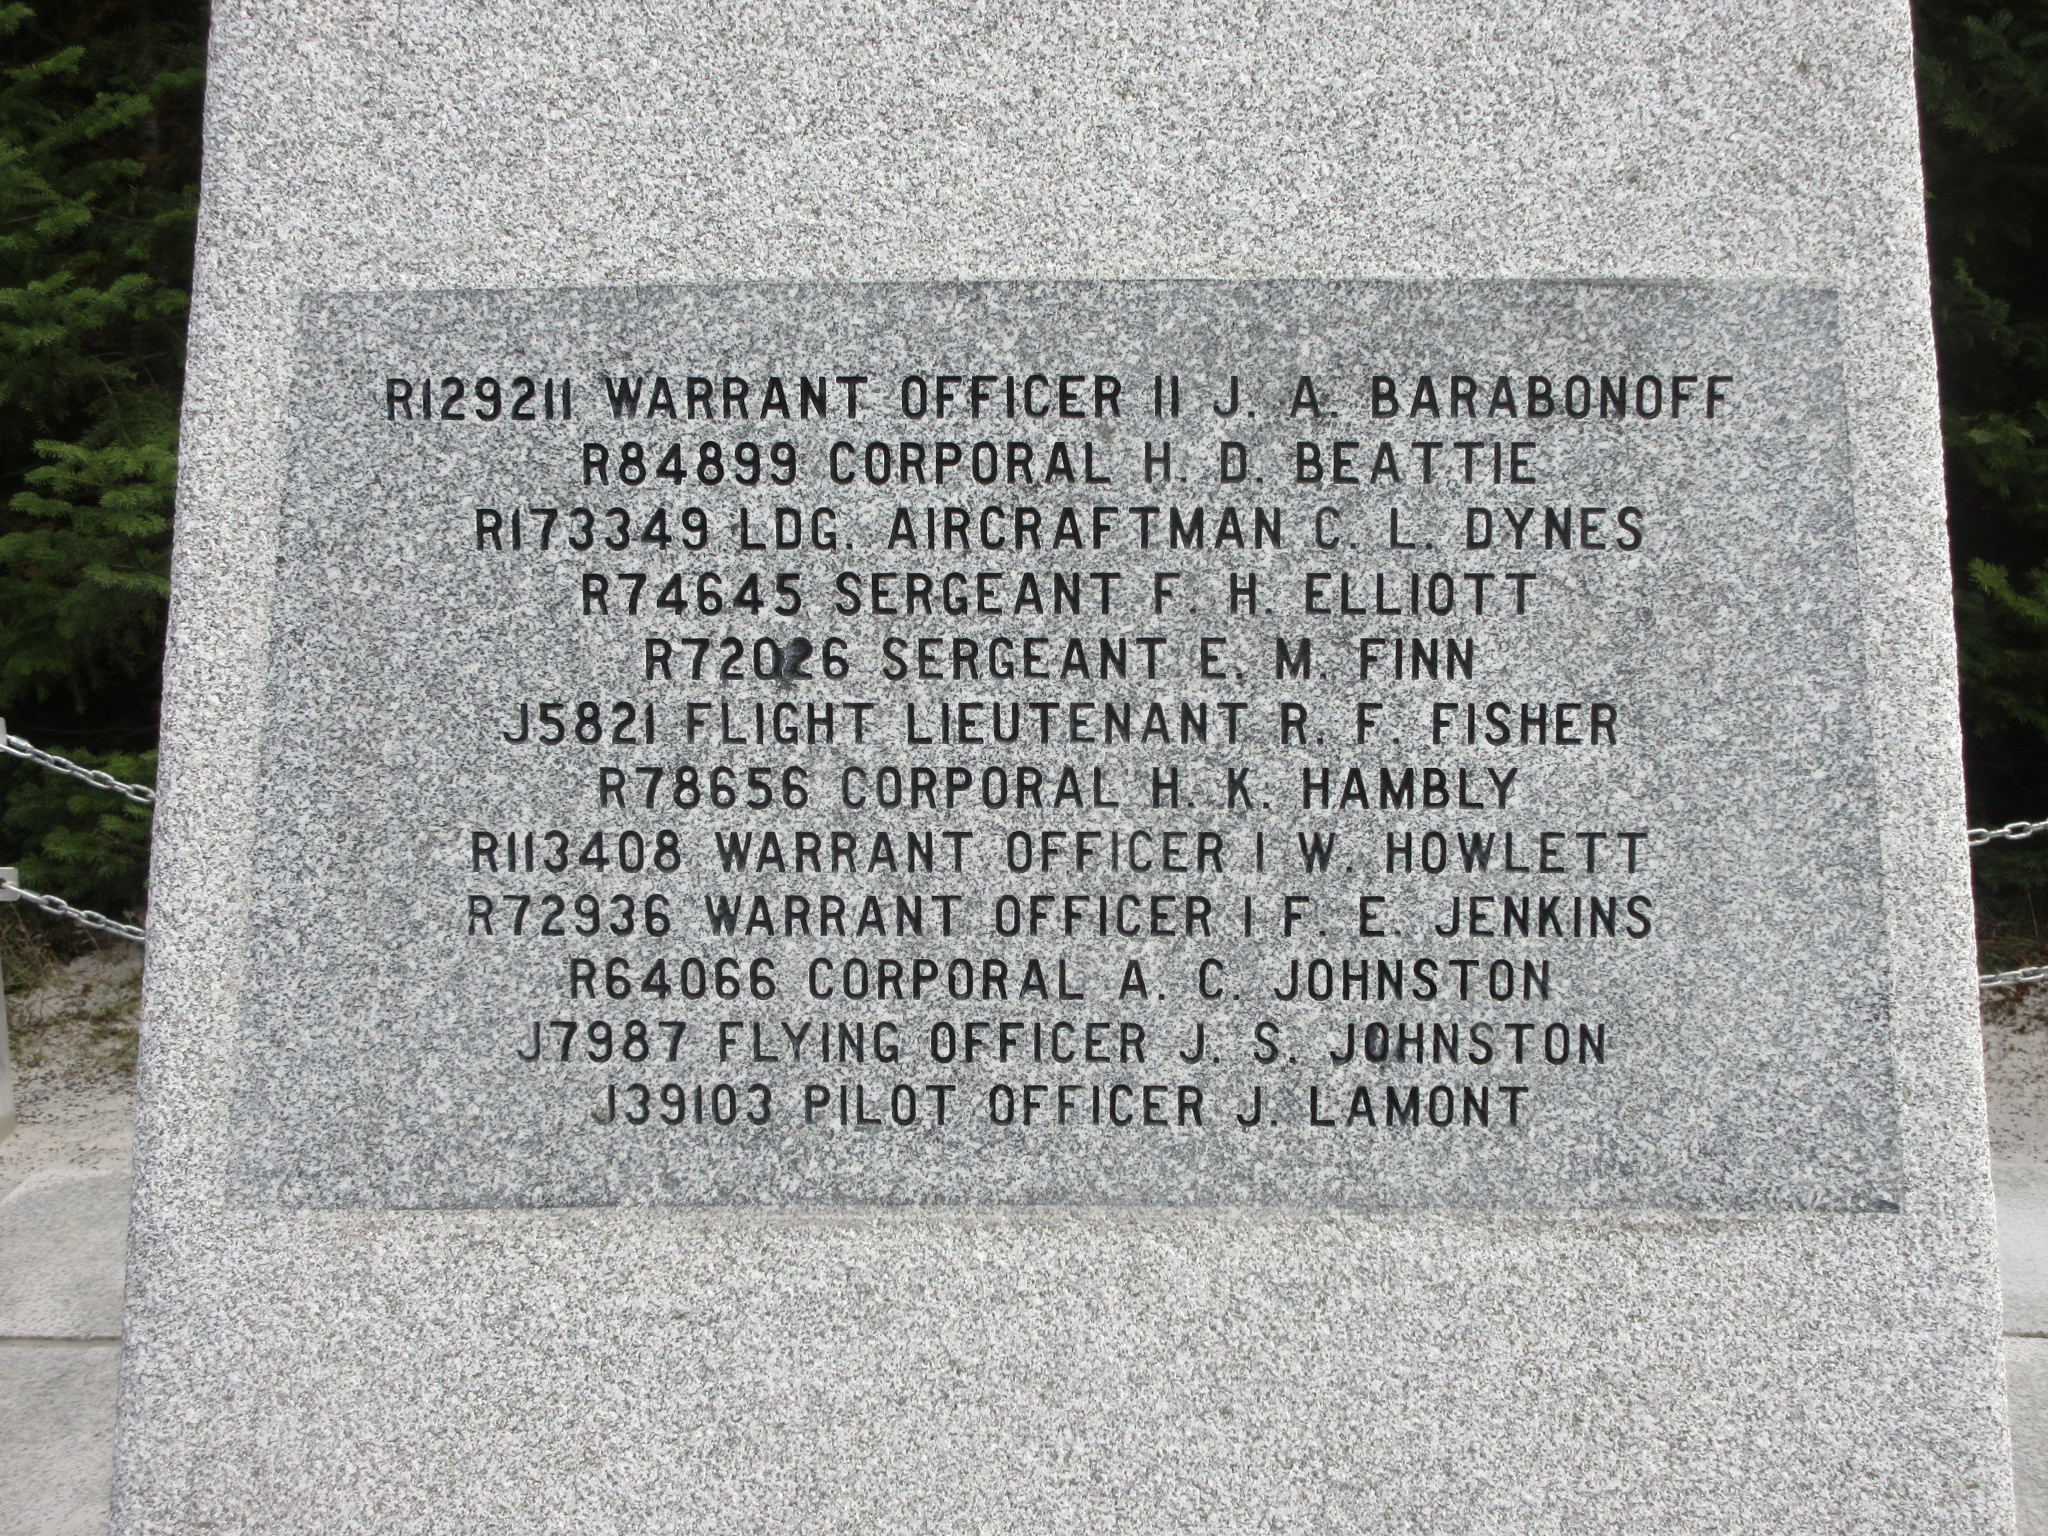 R129211 WARRANT OFFICER II J. A. BARABONOFF
R84899 CORPORAL H. D. BEATTIE
R173349 LDG. AIRCRAFTMAN C. L. DYNES
R74645 SERGEANT F. H. ELLIOTT
R72026 SERGEANT E. M. FINN
J5821 FLIGHT LIEUTENANT R. F. FISHER
R78656 CORPORAL H. K. HAMBLY
R113408 WARRANT OFFICER I W. HOWLETT
R72936 WARRANT OFFICER I F. E. JENKINS
R64066 CORPORAL A. C. JOHNSTON
J7987 FLYING OFFICER J. S. JOHNSTON
J39103 PILOT OFFICER J. LAMONT